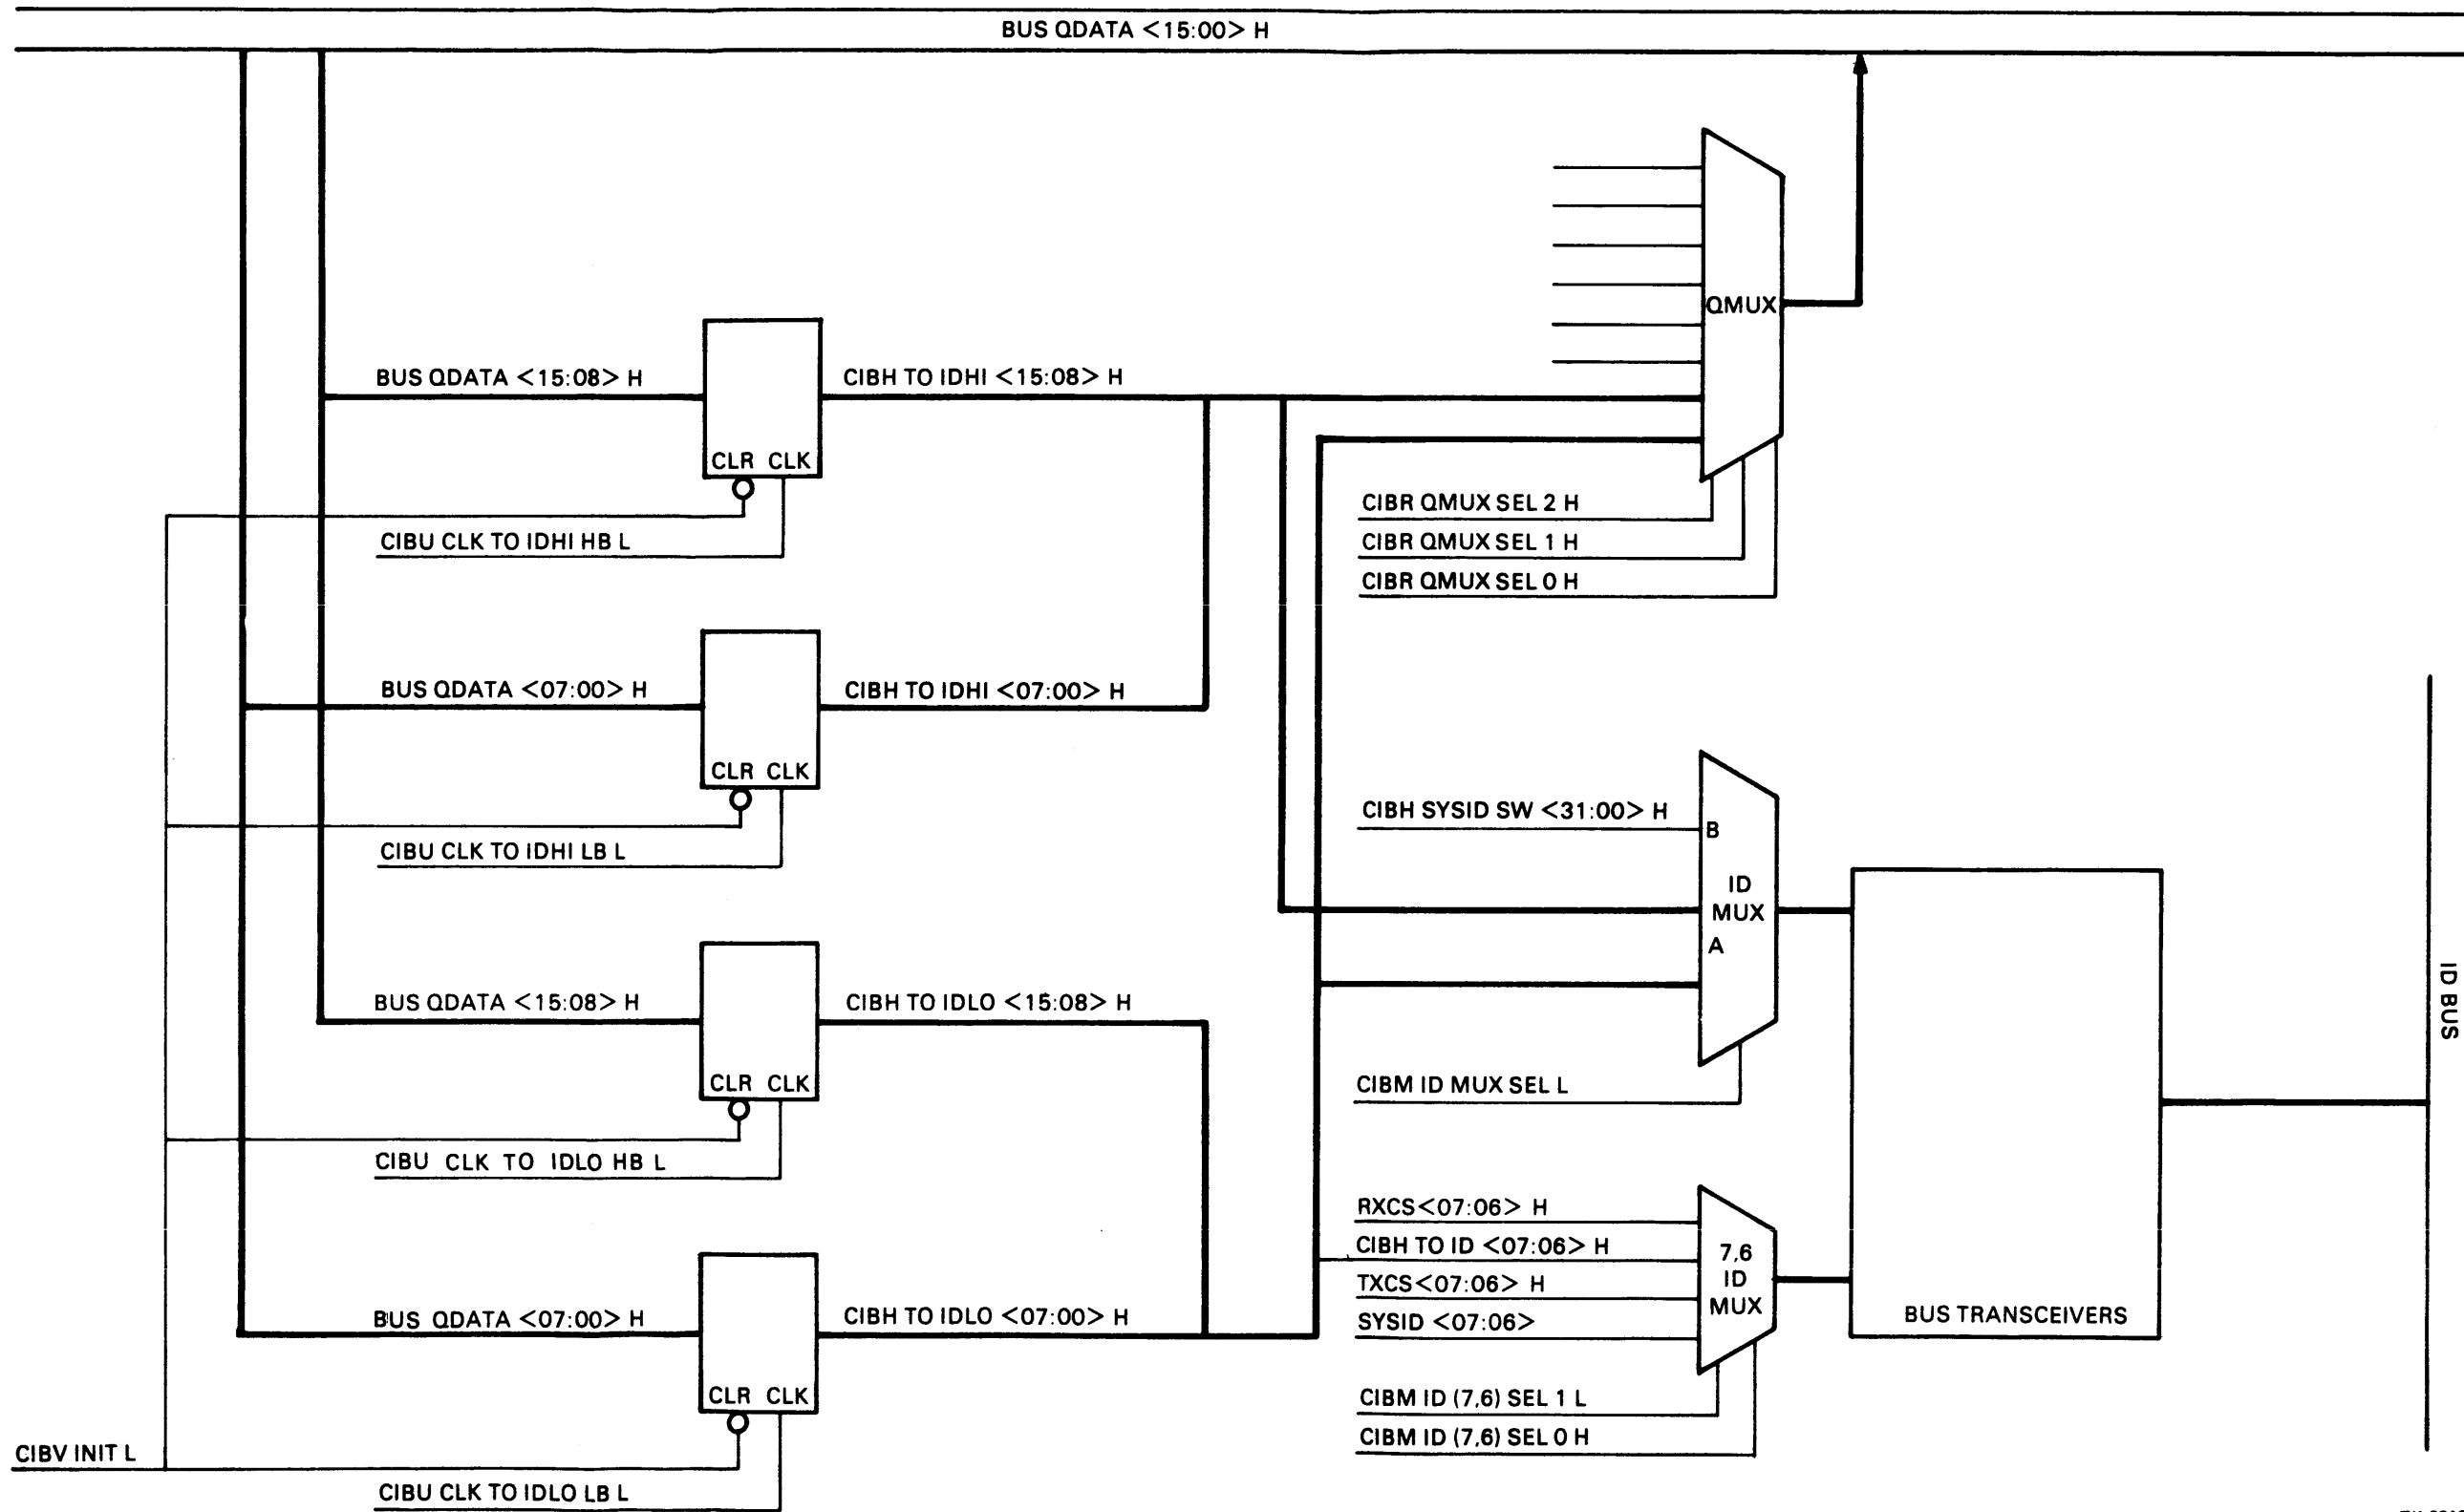 BUS QDATA <15:00> H
QMUX
BUS QDATA <15:08> H
CIBH TO IDHI <15:08> H
CLR CLK
CIBU CLK TO IDHI HB L
CIBR QMUX SEL 2 H
CIBR QMUX SEL 1 H
CIBR QMUX SEL 0 H
BUS QDATA <07:00> H
CIBH TO IDHI <07:00> H
CLR CLK
CIBU CLK TO IDHI LB L
CIBH SYSID SW <31:00> H
B
ID
MUX
A
BUS QDATA <15:08> H
CIBH TO IDLO <15:08> H
CLR CLK
CIBU CLK TO IDLO HB L
CIBM ID MUX SEL L
ID BUS
RXCS<07:06> H
CIBH TO ID <07:06> H
TXCS<07:06> H
SYSID <07:06>
7,6
ID
MUX
BUS TRANSCEIVERS
BUS QDATA <07:00> H
CIBH TO IDLO <07:00> H
CLR CLK
CIBM ID (7,6) SEL 1 L
CIBM ID (7,6) SEL 0 H
CIBV INIT L
CIBU CLK TO IDLO LB L